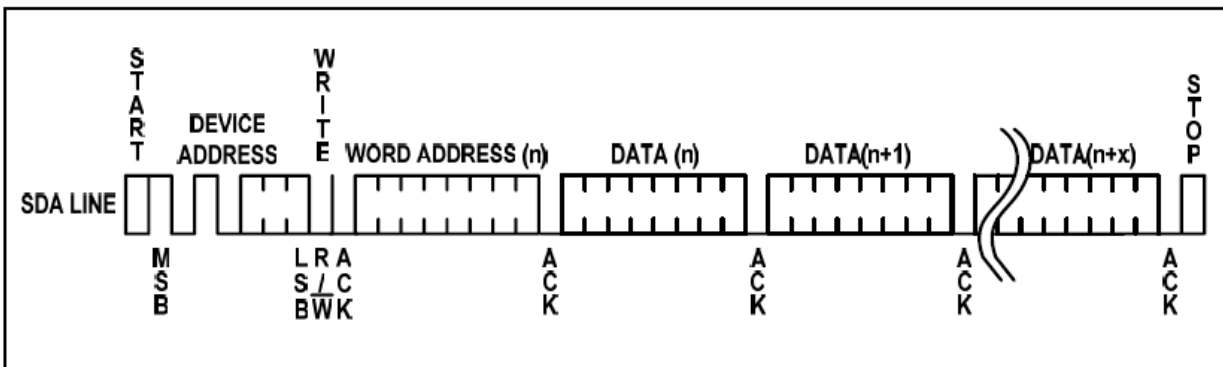 START
WRITE
STOP
DEVICE
ADDRESS
WORD ADDRESS (n)
DATA (n)
DATA(n+1)
DATA(n+x)
SDA LINE
MSB
LSB
R/W
ACK
ACK
ACK
ACK
ACK